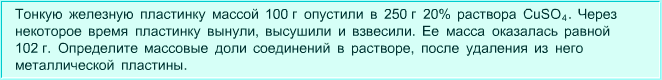 Тонкую железную пластинку массой 100 г опустили в 250 г 20% раствора CuSO₄. Через
некоторое время пластинку вынули, высушили и взвесили. Ее масса оказалась равной
102 г. Определите массовые доли соединений в растворе, после удаления из него
металлической пластины.